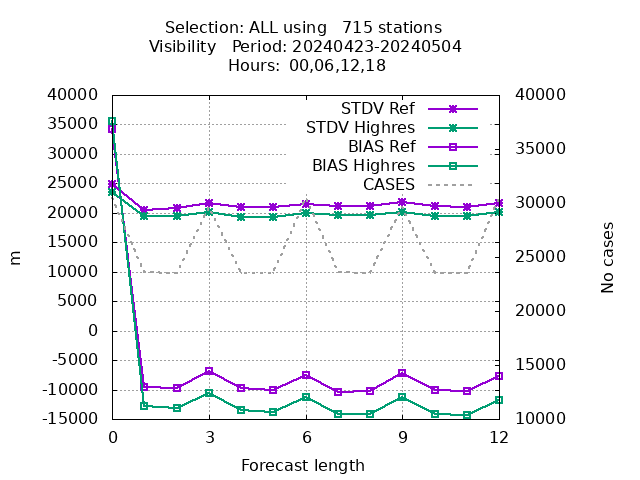 Selection: ALL using   715 stations
Visibility   Period: 20240423-20240504
Hours: 00,06,12,18
40000
35000
30000
25000
20000
15000
10000
5000
0
-5000
-10000
-15000
m
STDV Ref
STDV Highres
BIAS Ref
BIAS Highres
CASES
40000
35000
30000
25000
20000
15000
10000
No cases
0 3 6 9 12
Forecast length